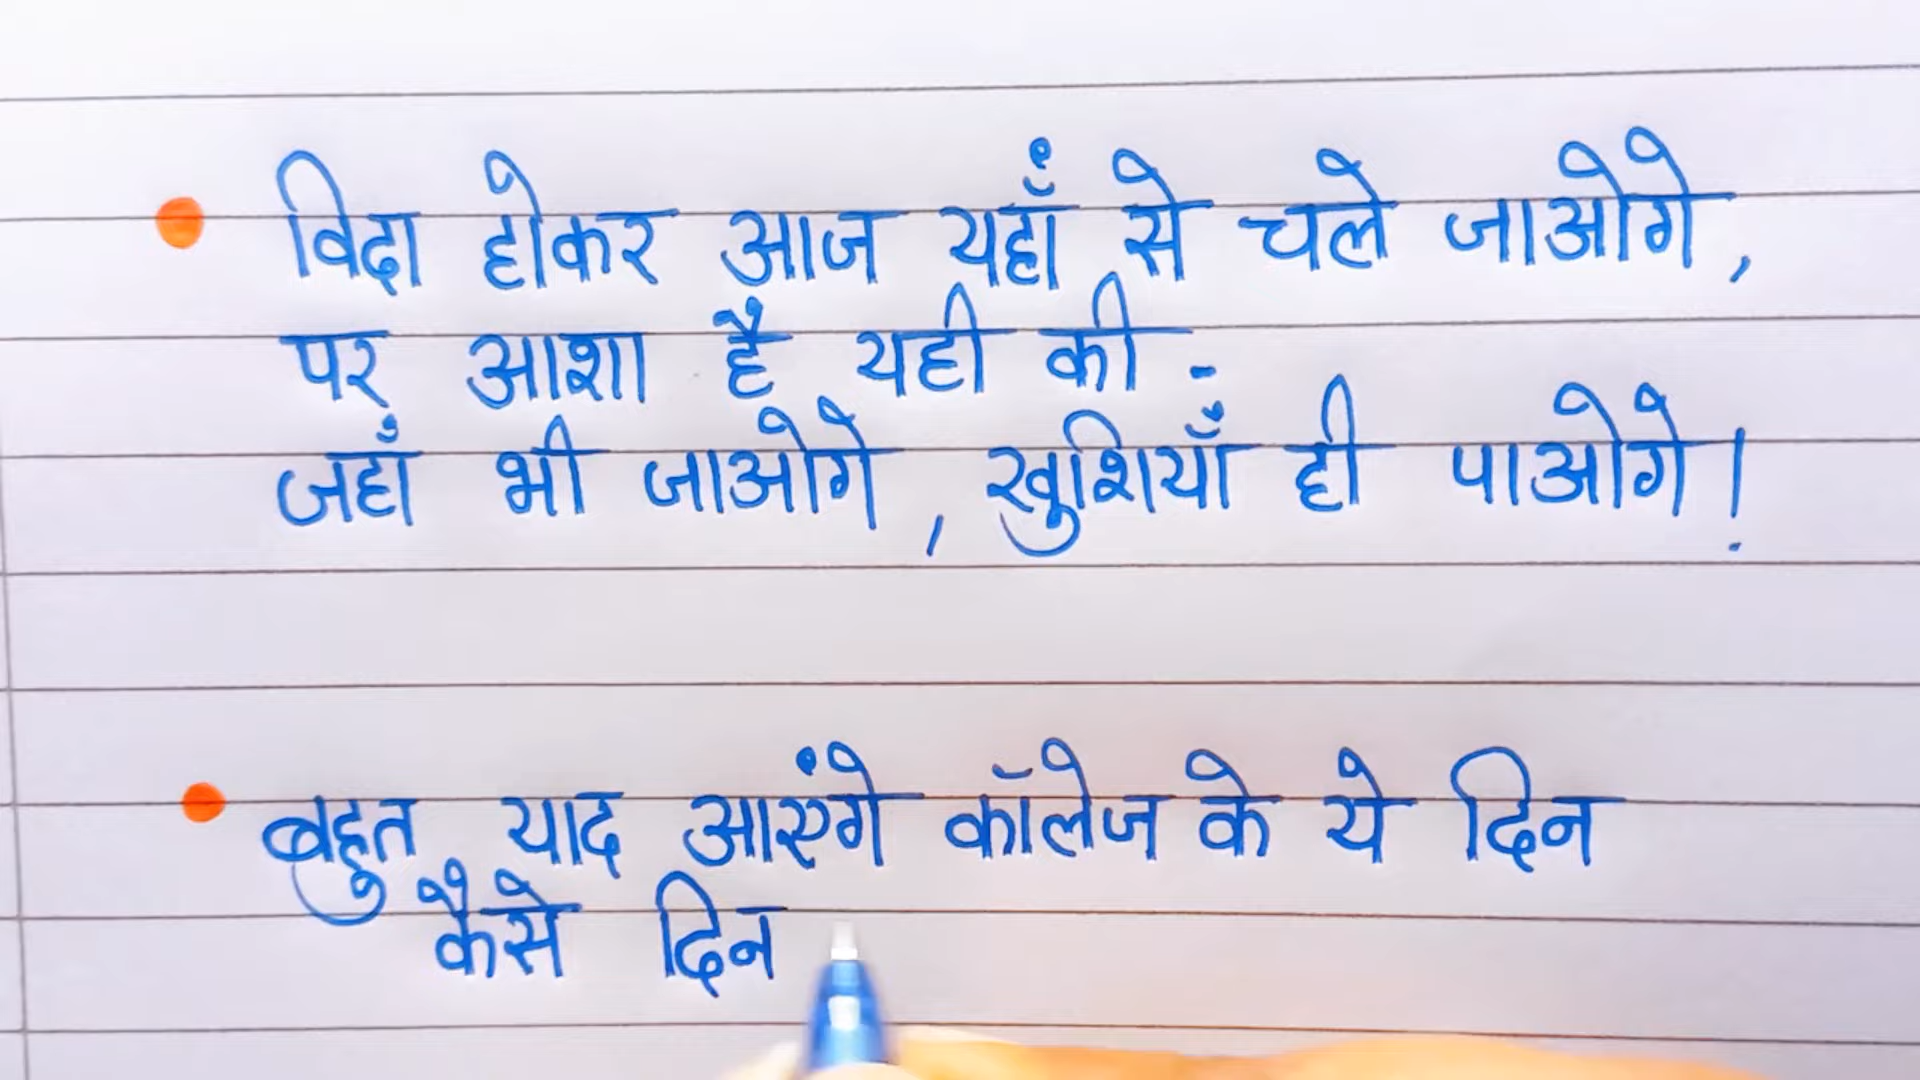 विदा होकर आज यहाँ से चले जाओगे,
पर आशा है यही की -
जहाँ भी जाओगे, खुशियाँ ही पाओगे!
बहुत याद आएंगे कॉलेज के ये दिन
कैसे दिन